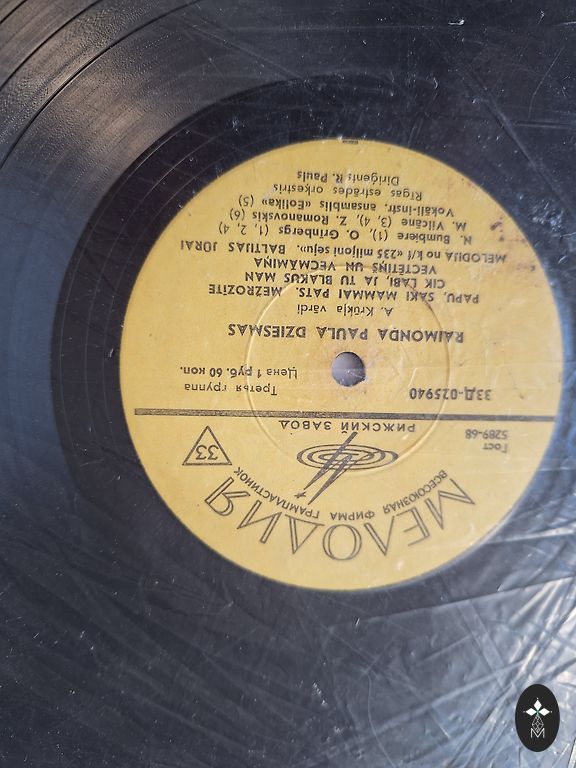 МЕЛОДИЯ
ВСЕСОЮЗНАЯ ФИРМА ГРАМПЛАСТИНОК
33
РИЖСКИЙ ЗАВОД
Гост
5289-68
33Д-025940
Третья группа
Цена 1 руб. 60 коп.
RAIMONDA PAULA DZIESMAS
A. Krūkļa vārdi
PAPU, SAKI MAMMAI PATS. MEŽROZĪTE
CIK LABI, JA TU BLAKUS MAN
VECTĒTIŅŠ UN VECMĀMIŅA
MELODIJA no k/f «235 miljoni seju». BALTIJAS JŪRAI
N. Bumbiere (1), O. Grīnbergs (1, 2, 4)
M. Vilcāne (3, 4), Z. Romanovskis (6)
Vokāli-instr. ansamblis «Eolika» (5)
Rīgas estrādes orķestris
Diriģents R. Pauls
M